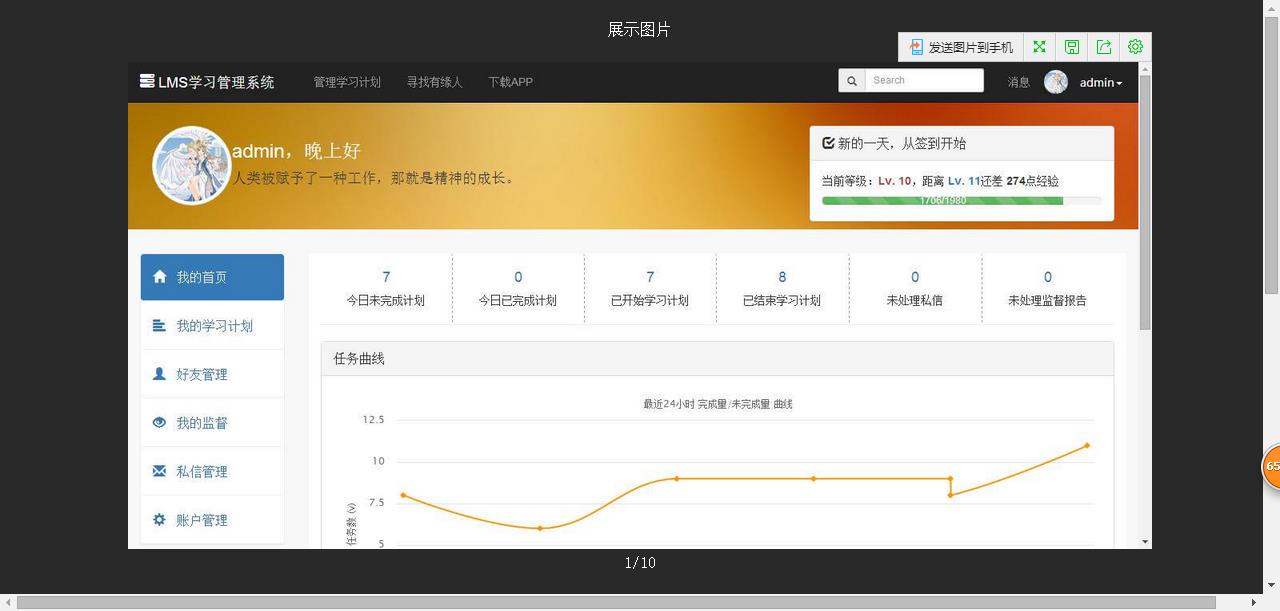 展示图片
发送图片到手机
LMS学习管理系统 管理学习计划 寻找有缘人 下载APP Search 消息 admin
admin，晚上好
人类被赋予了一种工作，那就是精神的成长。
新的一天，从签到开始
当前等级：Lv. 10，距离 Lv. 11还差 274点经验
1706/1980
我的首页
我的学习计划
好友管理
我的监督
私信管理
账户管理
7 0 7 8 0 0
今日未完成计划 今日已完成计划 已开始学习计划 已结束学习计划 未处理私信 未处理监督报告
任务曲线
最近24小时 完成量/未完成量 曲线
12.5
10
7.5
5
任务数 (v)
65
1/10